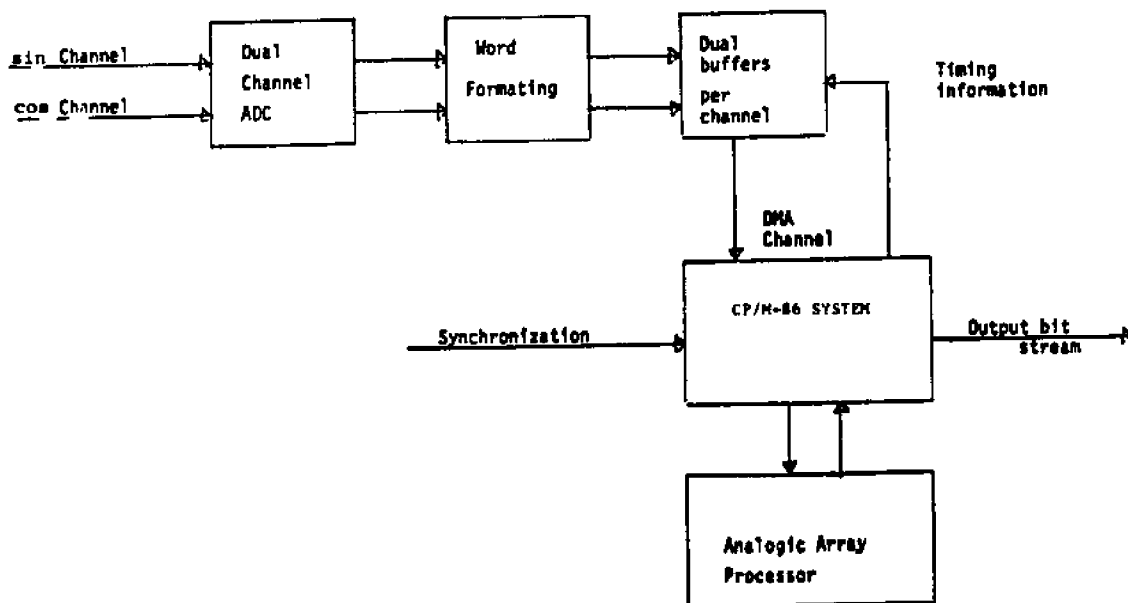 sin Channel
cos Channel
Dual
Channel
ADC
Word
Formating
Dual
buffers
per
channel
Timing
information
DMA
Channel
CP/M-86 SYSTEM
Synchronization
Output bit
stream
Analogic Array
Processor